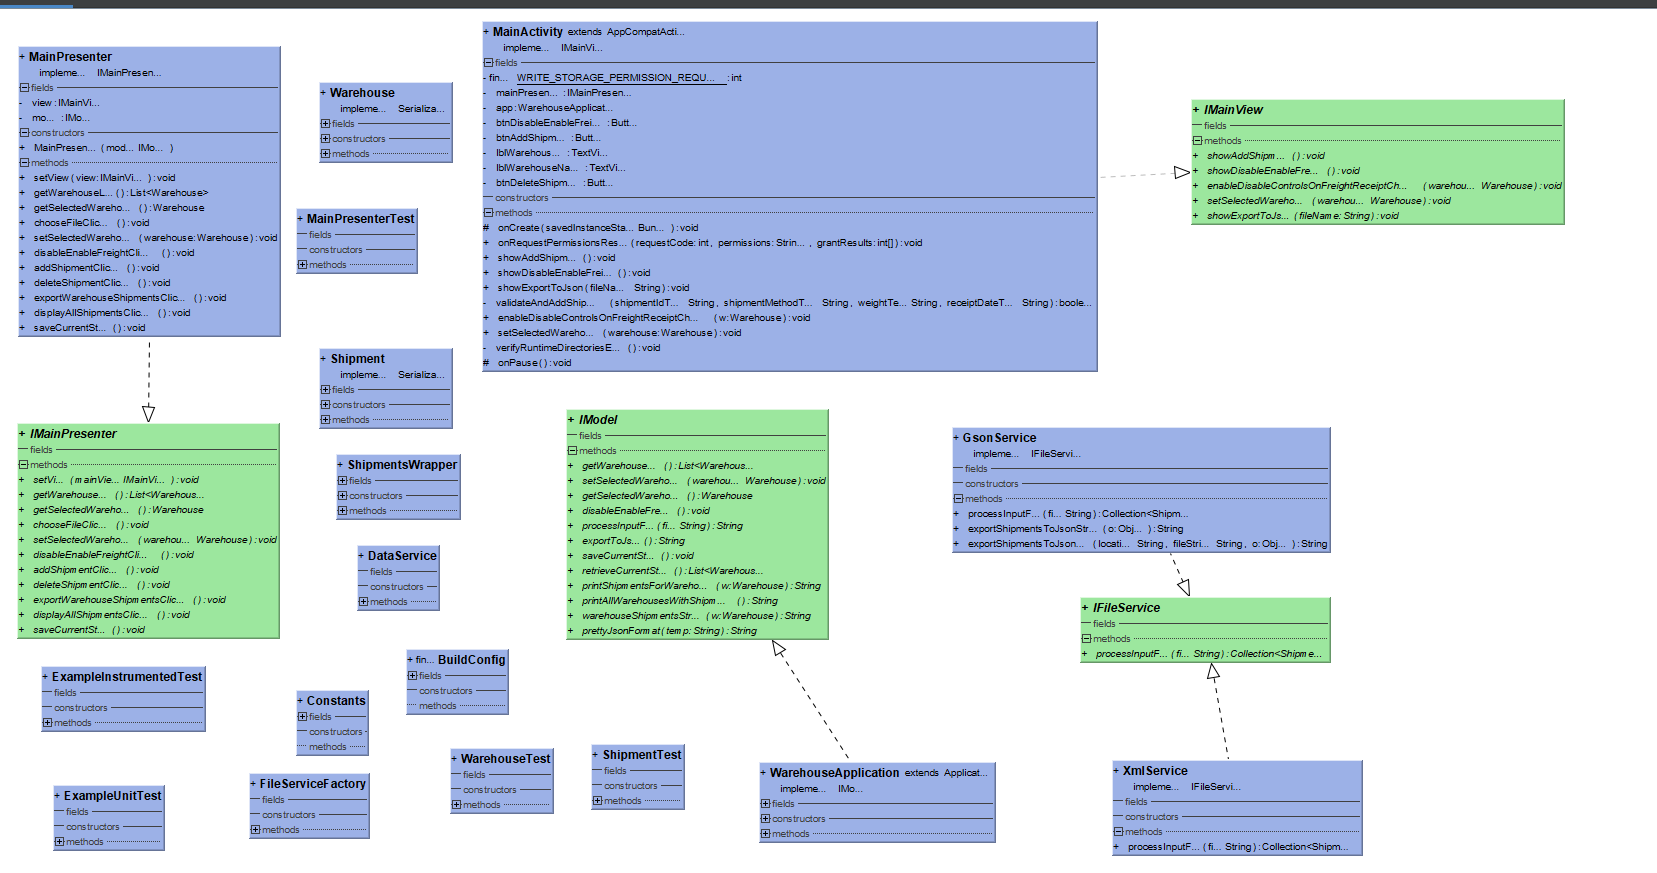 + MainPresenter
impleme... IMainPresen...
fields
- view : IMainVi...
- mo... : IMo...
constructors
+ MainPresen... ( mod... IMo... )
methods
+ setView ( view: IMainVi... ) : void
+ getWarehouseL... ( ) : List<Warehouse>
+ getSelectedWareho... ( ) : Warehouse
+ chooseFileClic... ( ) : void
+ setSelectedWareho... ( warehouse: Warehouse ) : void
+ disableEnableFreightCli... ( ) : void
+ addShipmentClic... ( ) : void
+ deleteShipmentClic... ( ) : void
+ exportWarehouseShipmentsClic... ( ) : void
+ displayAllShipmentsClic... ( ) : void
+ saveCurrentSt... ( ) : void
+ Warehouse
impleme... Serializa...
fields
constructors
methods
+ MainPresenterTest
fields
constructors
methods
+ MainActivity extends AppCompatActi...
impleme... IMainVi...
fields
- fin... WRITE_STORAGE_PERMISSION_REQU... : int
- mainPresen... : IMainPresen...
- app : WarehouseApplicat...
- btnDisableEnableFrei... : Butt...
- btnAddShipm... : Butt...
- lblWarehous... : TextVi...
- lblWarehouseNa... : TextVi...
- btnDeleteShipm... : Butt...
constructors
methods
# onCreate ( savedInstanceSta... Bun... ) : void
+ onRequestPermissionsRes... ( requestCode: int , permissions: Strin... , grantResults: int[] ) : void
+ showAddShipm... ( ) : void
+ showDisableEnableFrei... ( ) : void
+ showExportToJson ( fileNa... String ) : void
- validateAndAddShip... ( shipmentIdT... String , shipmentMethodT... String , weightTe... String , receiptDateT... String ) : boole...
+ enableDisableControlsOnFreightReceiptCh... ( w: Warehouse ) : void
+ setSelectedWareho... ( warehouse: Warehouse ) : void
- verifyRuntimeDirectoriesE... ( ) : void
# onPause ( ) : void
+ IMainView
fields
methods
+ showAddShipm... ( ) : void
+ showDisableEnableFre... ( ) : void
+ enableDisableControlsOnFreightReceiptCh... ( warehou... Warehouse ) : void
+ setSelectedWareho... ( warehou... Warehouse ) : void
+ showExportToJs... ( fileName: String ) : void
+ Shipment
impleme... Serializa...
fields
constructors
methods
+ IMainPresenter
fields
methods
+ setVi... ( mainVie... IMainVi... ) : void
+ getWarehouse... ( ) : List<Warehous...
+ getSelectedWareho... ( ) : Warehouse
+ chooseFileClic... ( ) : void
+ setSelectedWareho... ( warehou... Warehouse ) : void
+ disableEnableFreightCli... ( ) : void
+ addShipmentClic... ( ) : void
+ deleteShipmentClic... ( ) : void
+ exportWarehouseShipmentsClic... ( ) : void
+ displayAllShipmentsClic... ( ) : void
+ saveCurrentSt... ( ) : void
+ ShipmentsWrapper
fields
constructors
methods
+ DataService
fields
constructors
methods
+ IModel
fields
methods
+ getWarehouse... ( ) : List<Warehous...
+ setSelectedWareho... ( warehou... Warehouse ) : void
+ getSelectedWareho... ( ) : Warehouse
+ disableEnableFre... ( ) : void
+ processInputF... ( fi... String ) : String
+ exportToJs... ( ) : String
+ saveCurrentSt... ( ) : void
+ retrieveCurrentSt... ( ) : List<Warehous...
+ printShipmentsForWareho... ( w: Warehouse ) : String
+ printAllWarehousesWithShipm... ( ) : String
+ warehouseShipmentsStr... ( w: Warehouse ) : String
+ prettyJsonFormat ( temp: String ) : String
+ GsonService
impleme... IFileServi...
fields
constructors
methods
+ processInputF... ( fi... String ) : Collection<Shipm...
+ exportShipmentsToJsonStr... ( o: Obj... ) : String
+ exportShipmentsToJson... ( locati... String , fileStri... String , o: Obj... ) : String
+ IFileService
fields
methods
+ processInputF... ( fi... String ) : Collection<Shipme...
+ ExampleInstrumentedTest
fields
constructors
methods
+ Constants
fields
constructors
methods
+ fin... BuildConfig
fields
constructors
methods
+ ExampleUnitTest
fields
constructors
methods
+ FileServiceFactory
fields
constructors
methods
+ WarehouseTest
fields
constructors
methods
+ ShipmentTest
fields
constructors
methods
+ WarehouseApplication extends Applicat...
impleme... IMo...
fields
constructors
methods
+ XmlService
impleme... IFileServi...
fields
constructors
methods
+ processInputF... ( fi... String ) : Collection<Shipm...